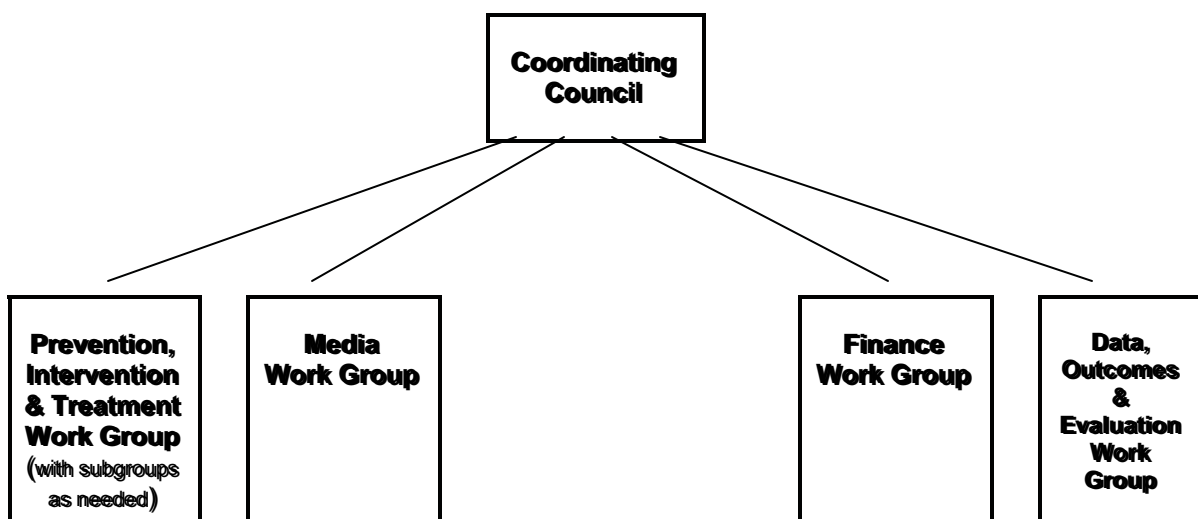 Coordinating
Council
Prevention,
Intervention
& Treatment
Work Group
(with subgroups
as needed)
Media
Work Group
Finance
Work Group
Data,
Outcomes
&
Evaluation
Work
Group